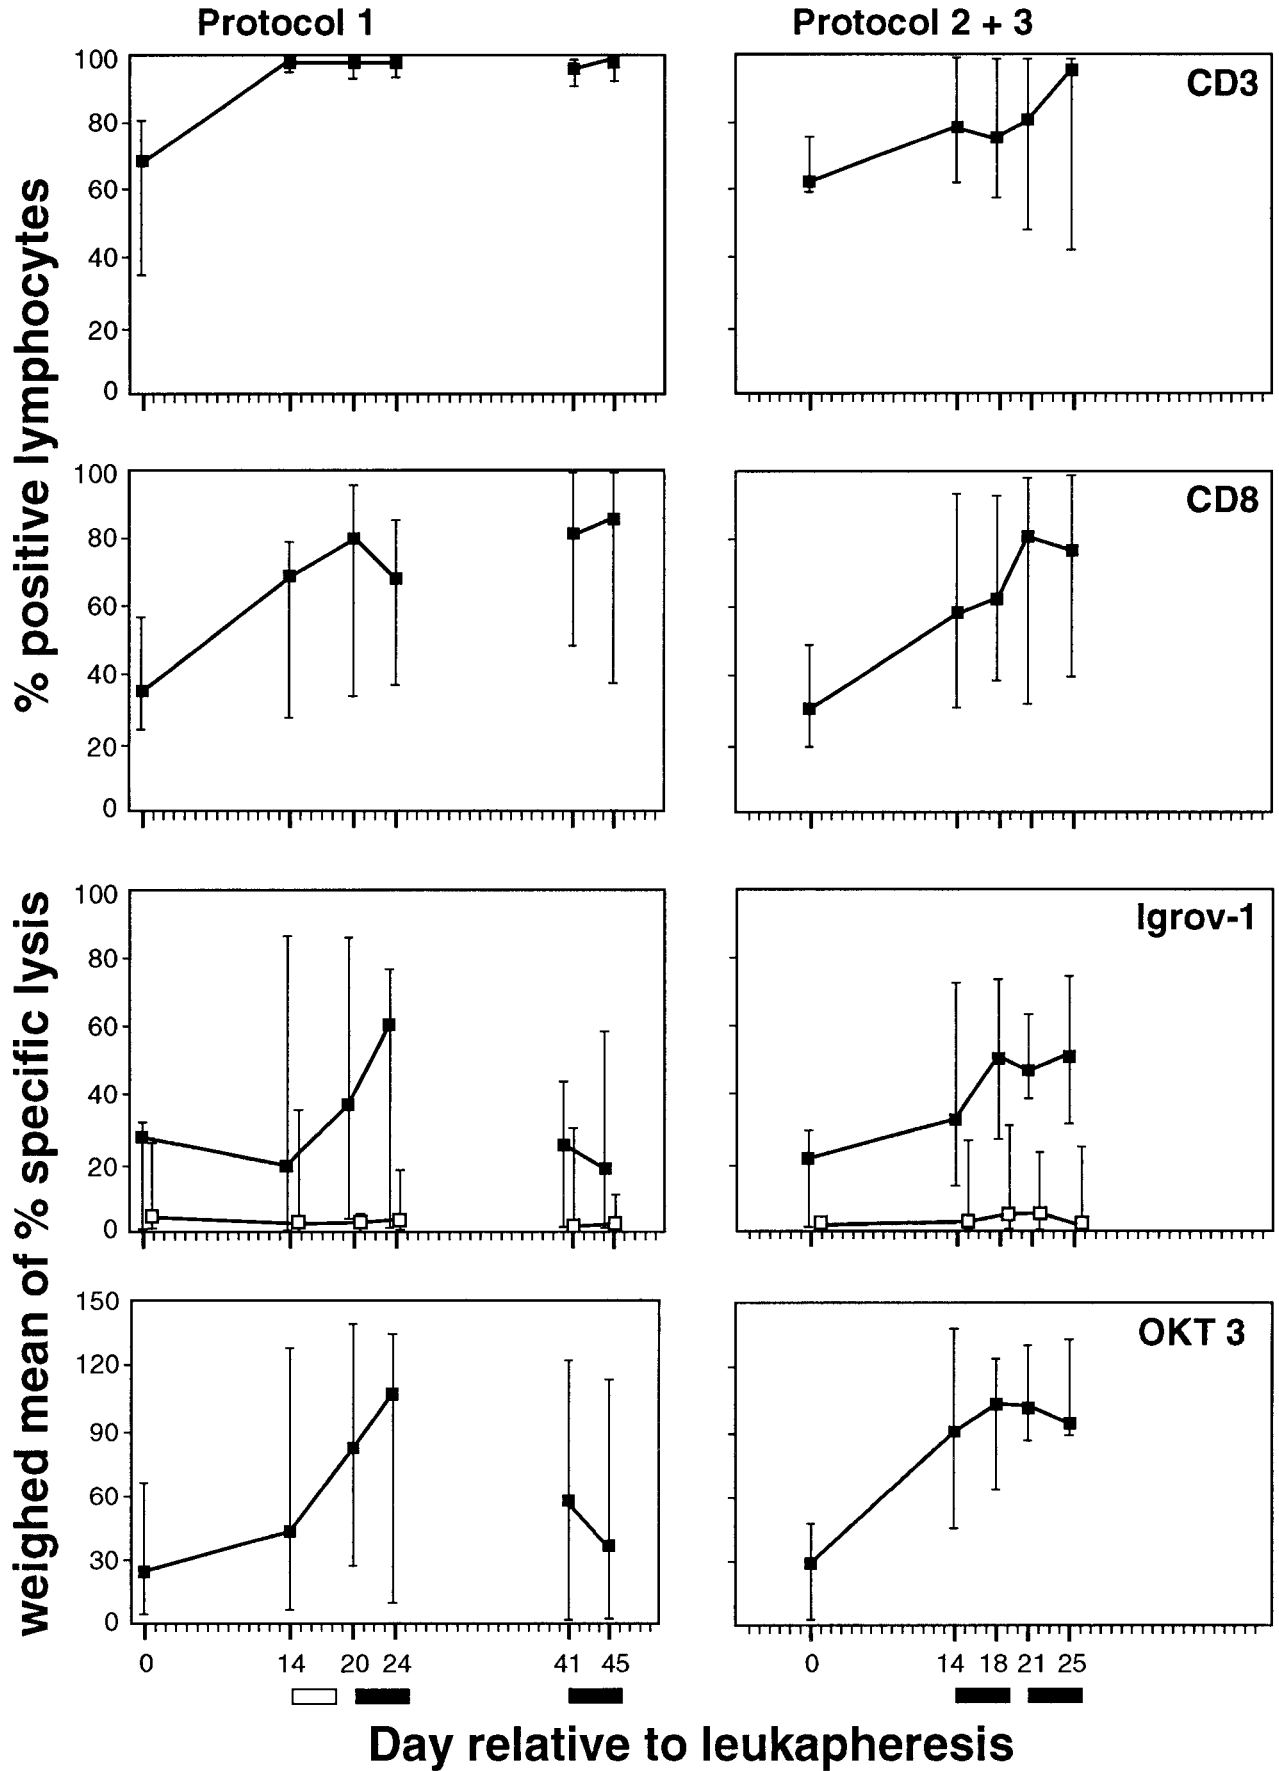 Protocol 1
Protocol 2 + 3
% positive lymphocytes
100
80
60
40
20
0
CD3
100
80
60
40
20
0
CD8
weighed mean of % specific lysis
100
80
60
40
20
0
Igrov-1
150
120
90
60
30
0
OKT 3
0 14 20 24 41 45
0 14 18 21 25
Day relative to leukapheresis